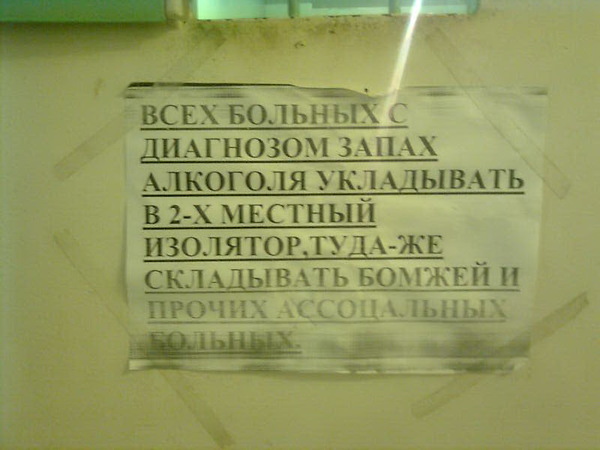 ВСЕХ БОЛЬНЫХ С
ДИАГНОЗОМ ЗАПАХ
АЛКОГОЛЯ УКЛАДЫВАТЬ
В 2-Х МЕСТНЫЙ
ИЗОЛЯТОР,ТУДА-ЖЕ
СКЛАДЫВАТЬ БОМЖЕЙ И
ПРОЧИХ АССОЦАЛЬНЫХ
БОЛЬНЫХ.